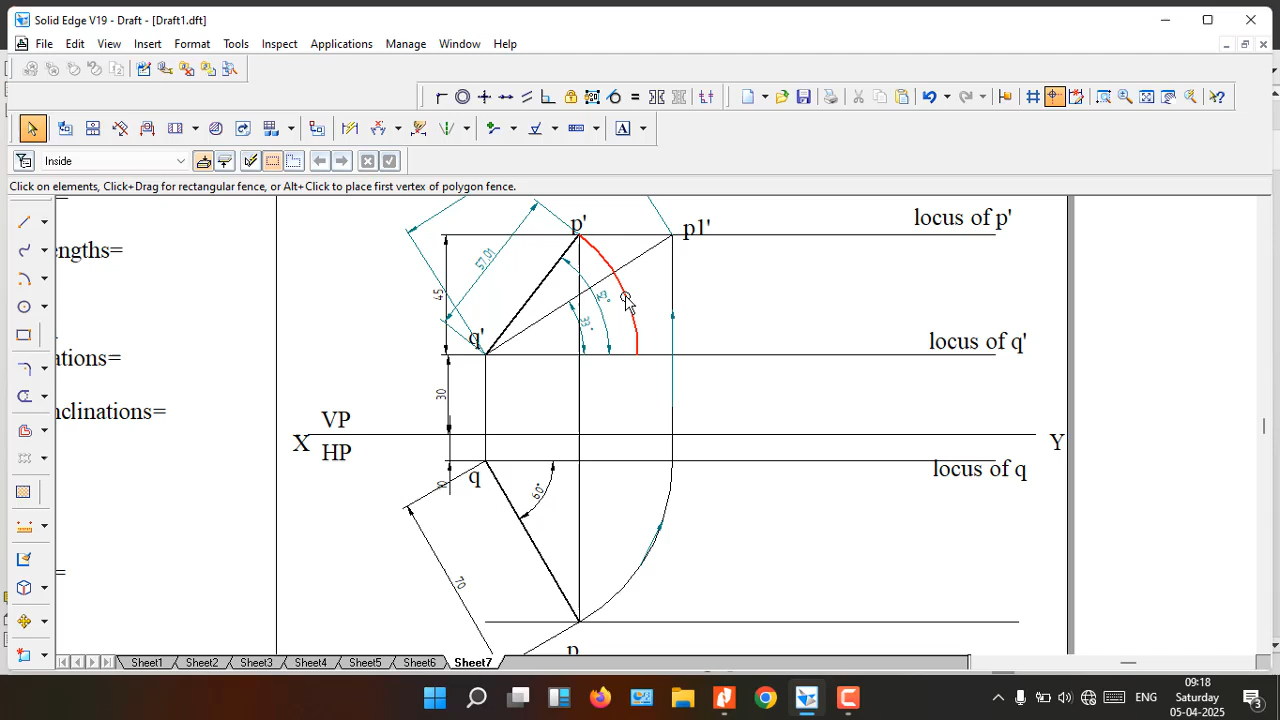 Solid Edge V19 - Draft - [Draft1.dft]
File Edit View Insert Format Tools Inspect Applications Manage Window Help
Inside
Click on elements, Click+Drag for rectangular fence, or Alt+Click to place first vertex of polygon fence.
p' p1' locus of p'
engths=
57.01
45
33°
q' locus of q'
ations=
30
nclinations=
VP
X Y
HP
q locus of q
10
60°
70
=
p
Sheet1 Sheet2 Sheet3 Sheet4 Sheet5 Sheet6 Sheet7
ENG
09:18
Saturday
05-04-2025
3